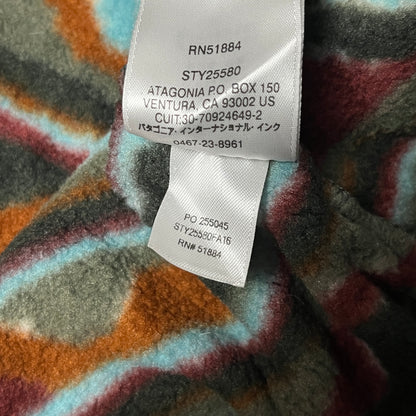 RN51884
STY25580
ATAGONIA P.O. BOX 150
VENTURA, CA 93002 US
CUIT:30-70924649-2
パタゴニア・インターナショナル・インク
0467-23-8961
PO 255045
STY25580FA16
RN# 51884